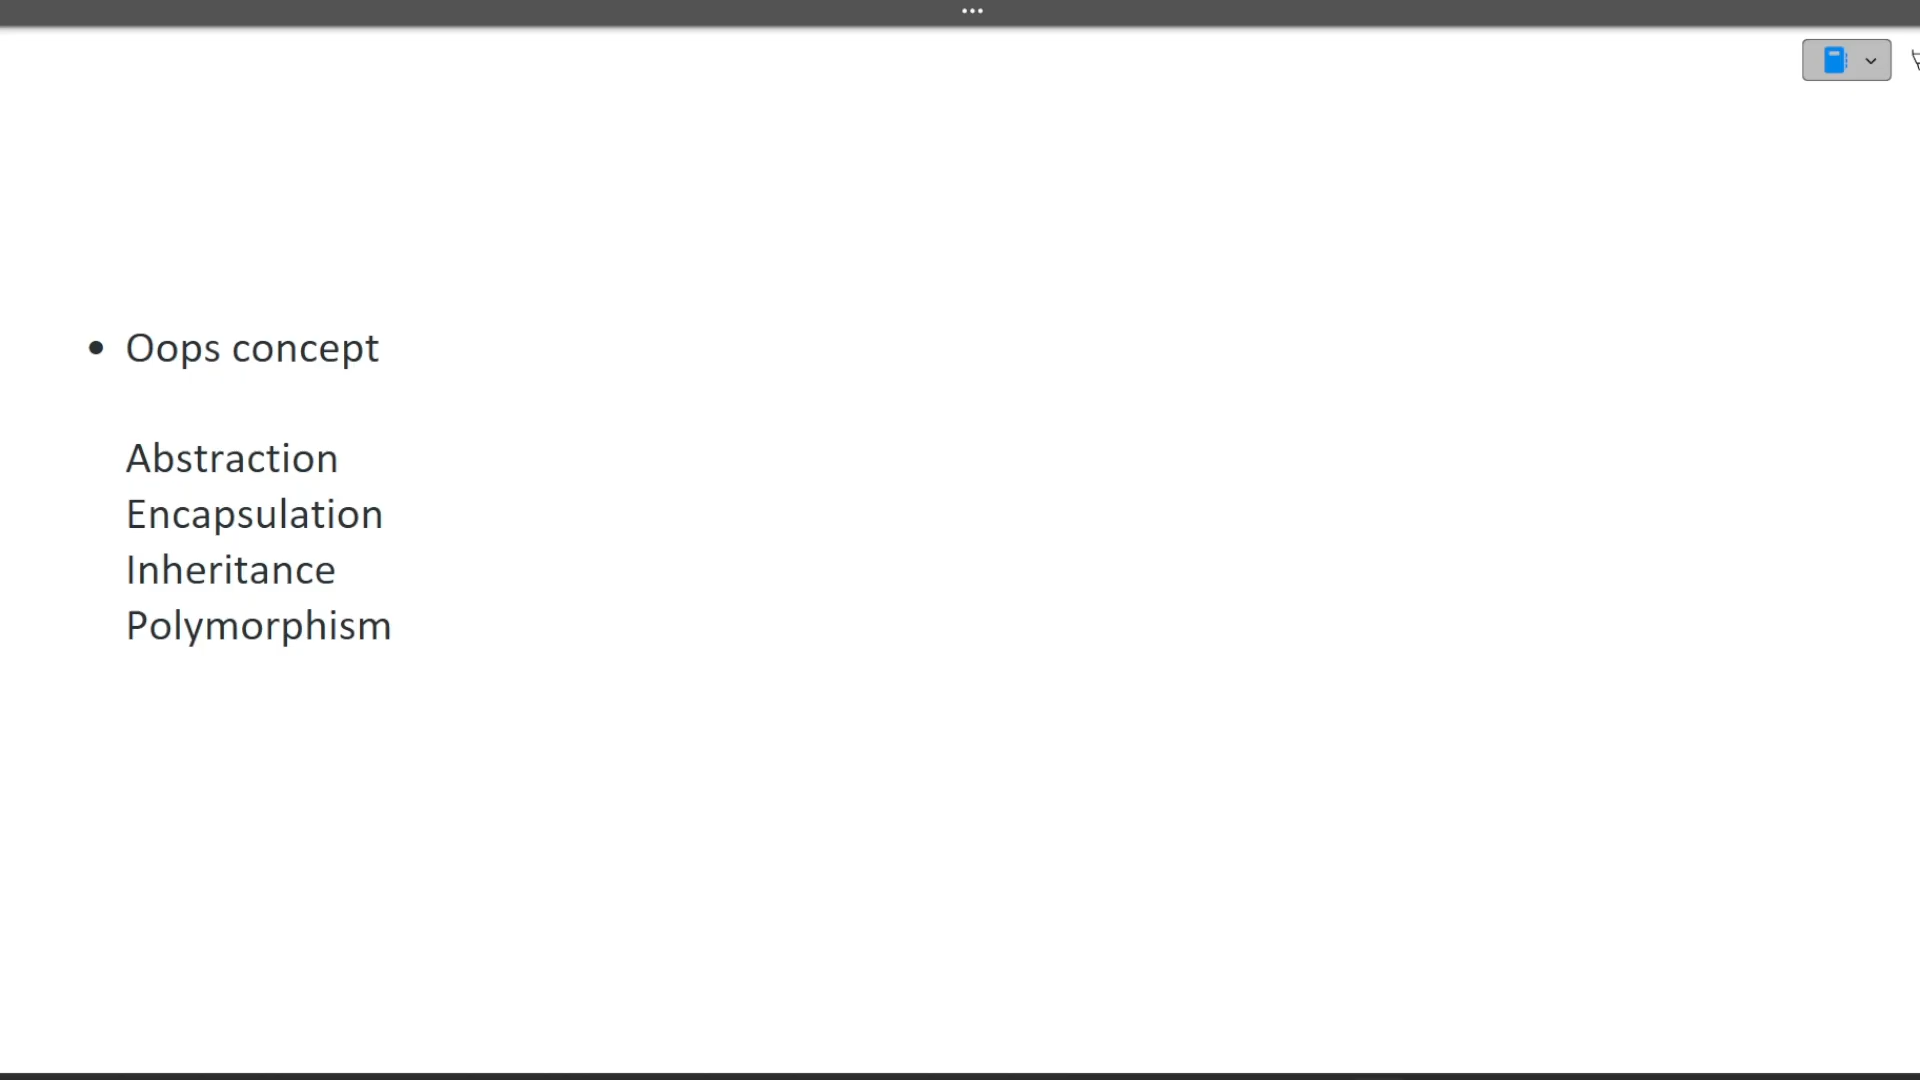 • Oops concept
Abstraction
Encapsulation
Inheritance
Polymorphism